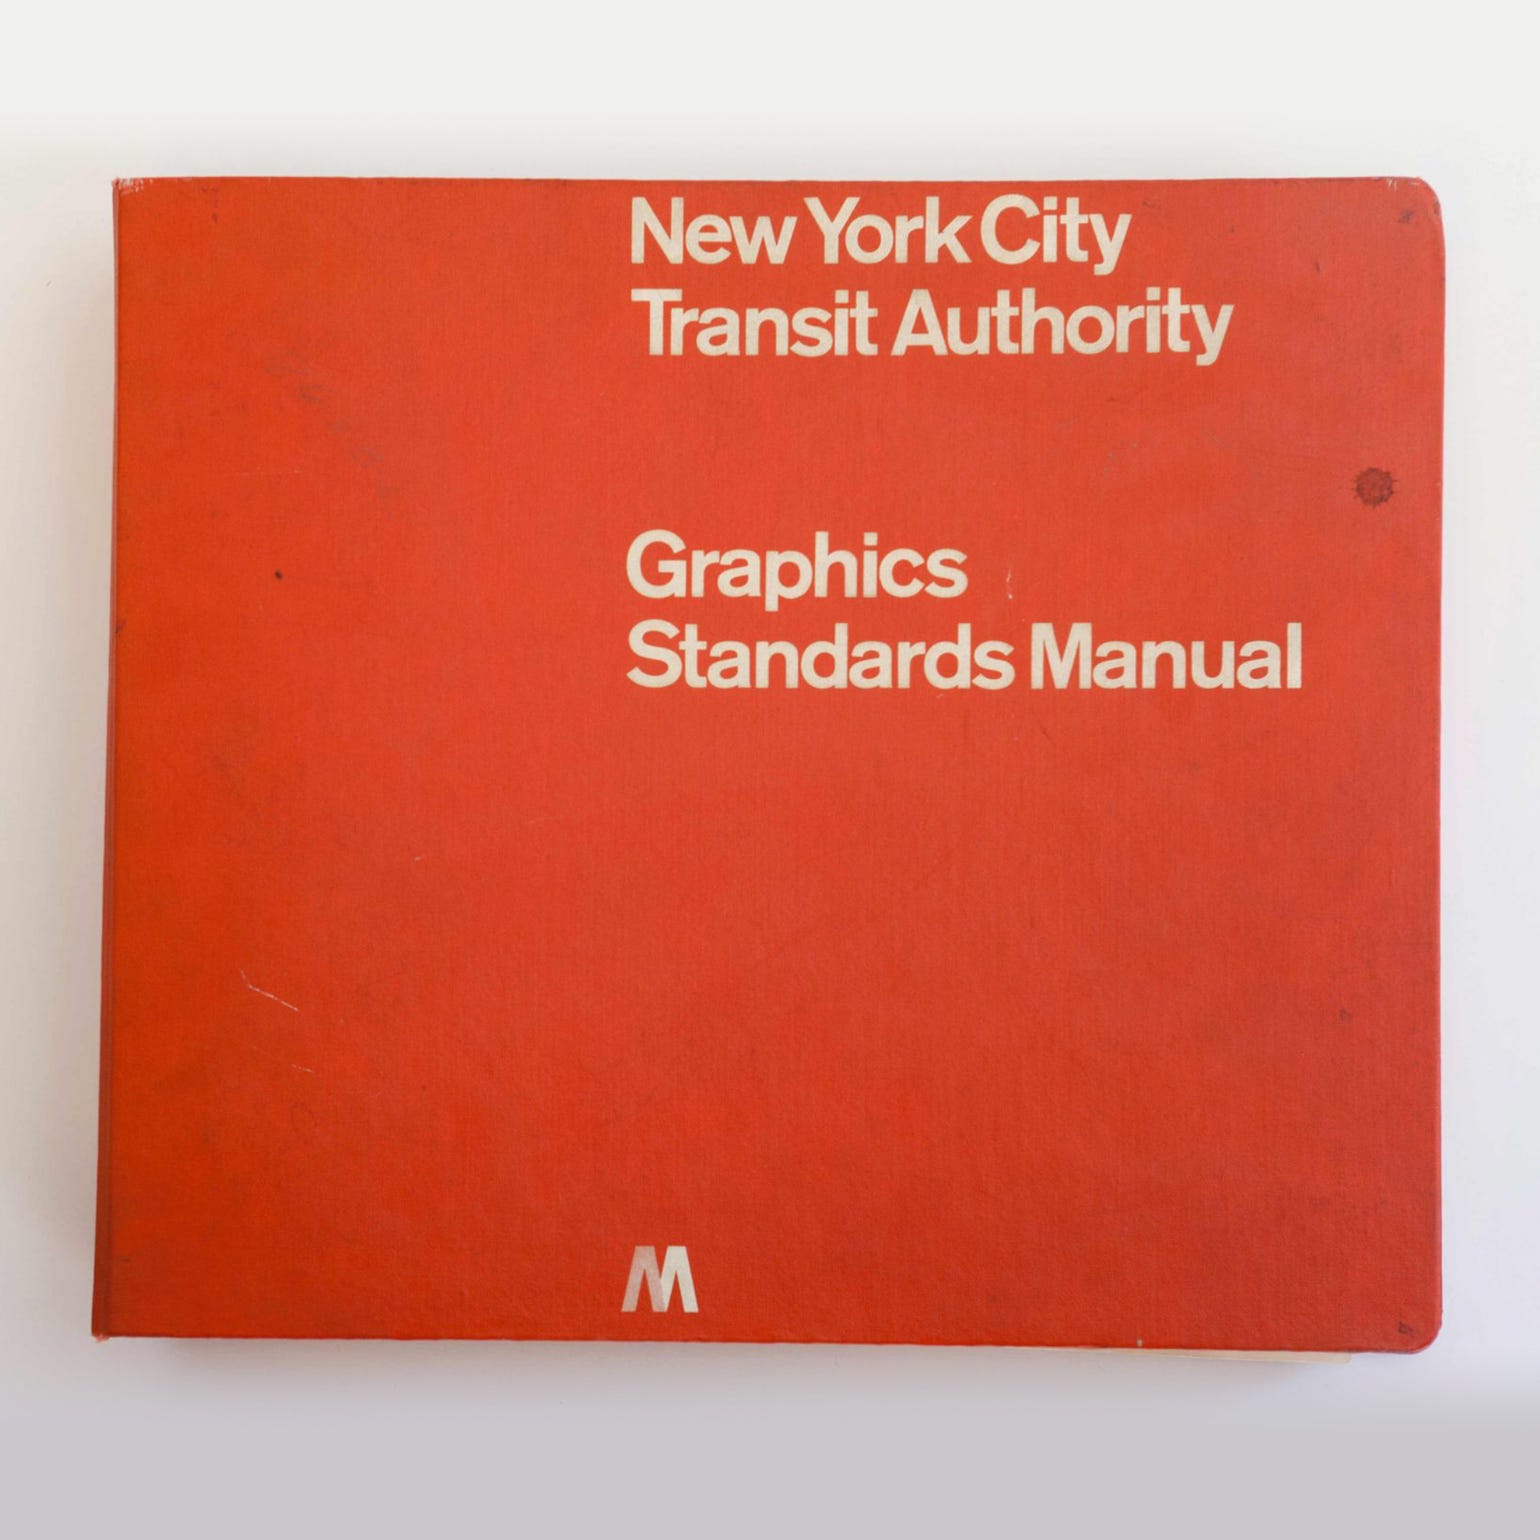 New York City
Transit Authority
Graphics
Standards Manual
M